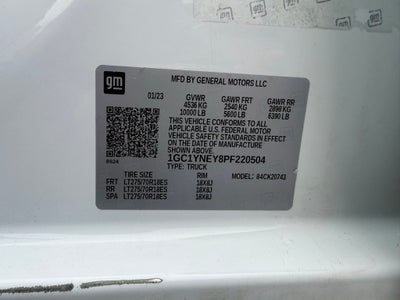 gm
MFD BY GENERAL MOTORS LLC
01/23 GVWR GAWR FRT GAWR RR
4536 KG 2540 KG 2898 KG
10000 LB 5600 LB 6390 LB
THIS VEHICLE CONFORMS TO ALL
APPLICABLE U.S. FEDERAL MOTOR
VEHICLE SAFETY STANDARDS IN EFFECT
ON THE DATE OF MANUFACTURE
SHOWN ABOVE.
1GC1YNEY8PF220504
TYPE: TRUCK
TIRE SIZE RIM MODEL: 84CK20743
FRT LT275/70R18ES 18X8J
RR LT275/70R18ES 18X8J
SPA LT275/70R18ES 18X8J